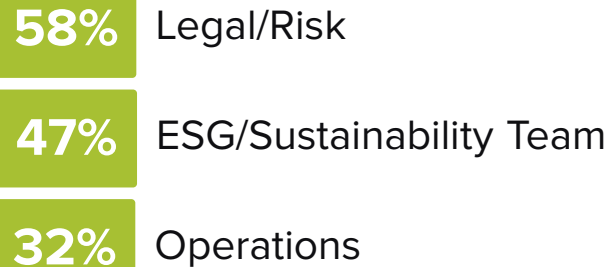 58% Legal/Risk
47% ESG/Sustainability Team
32% Operations